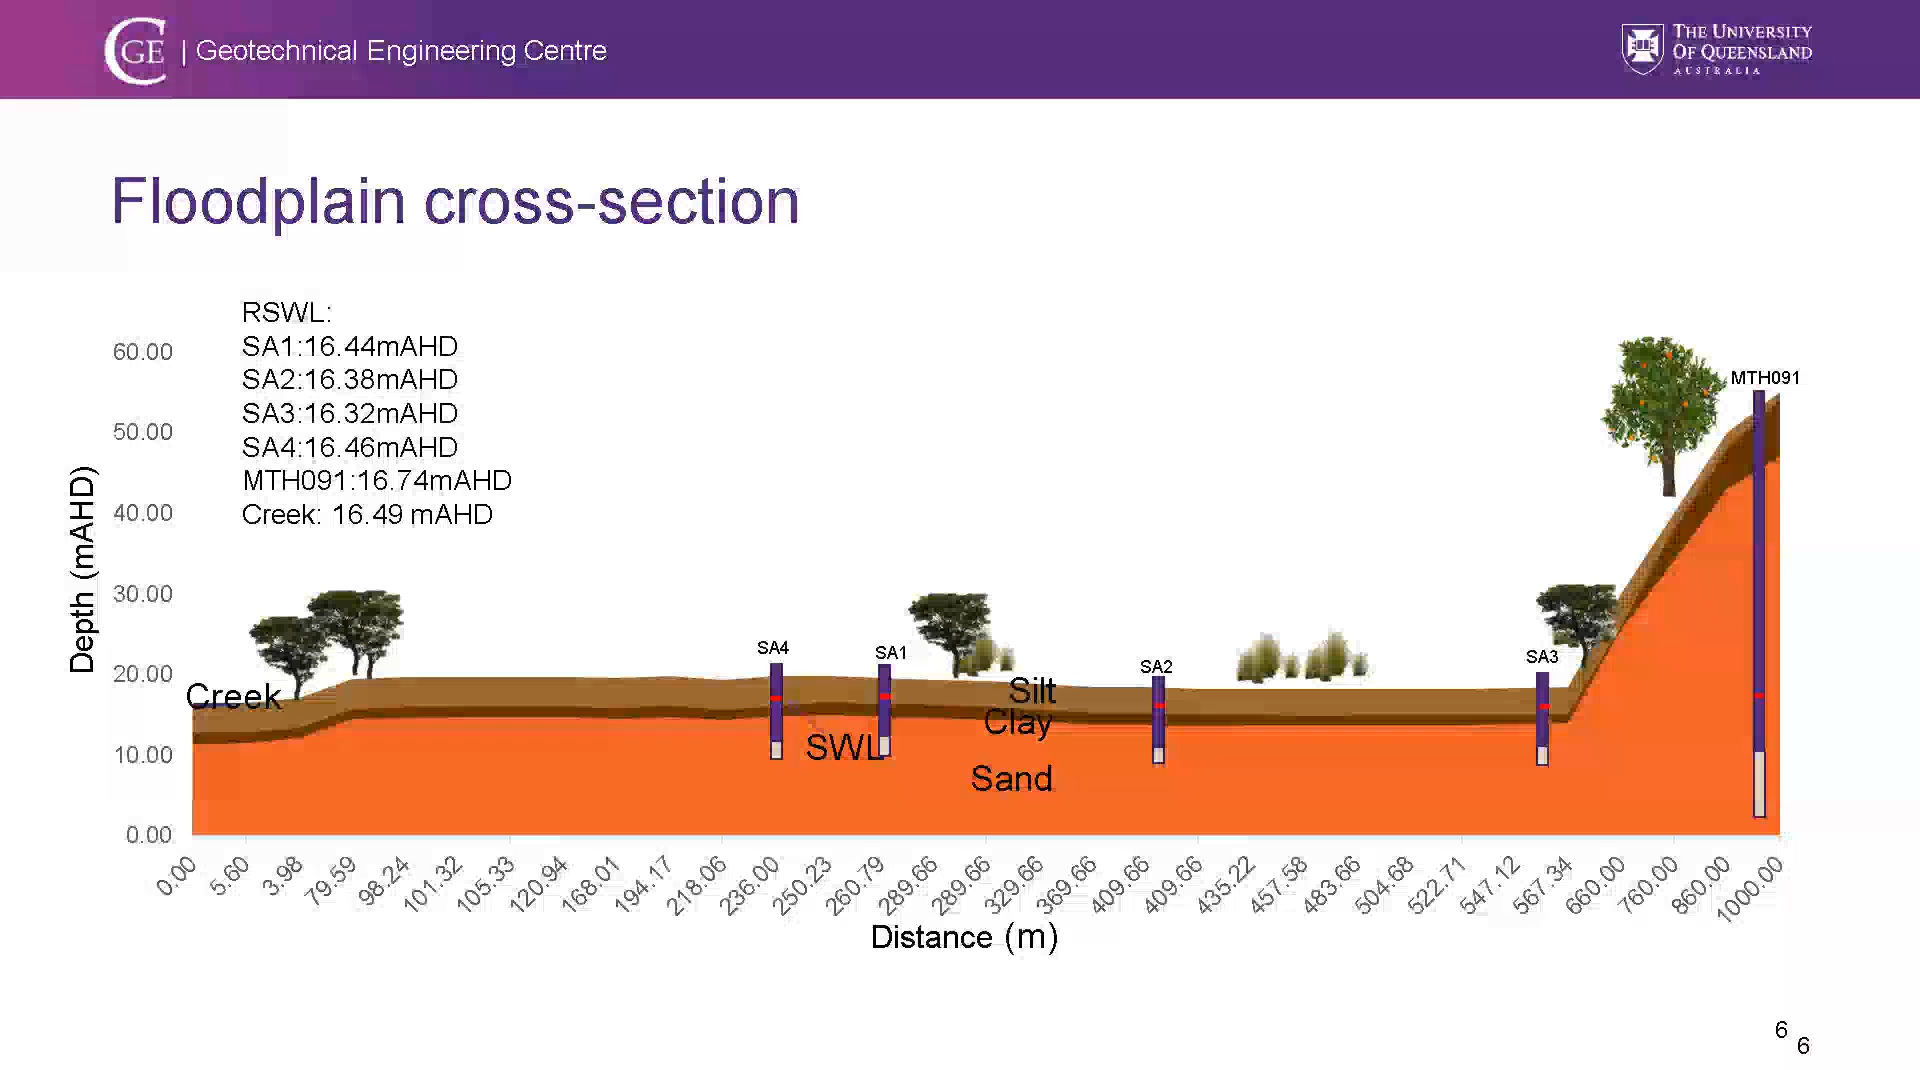 CGE | Geotechnical Engineering Centre
THE UNIVERSITY
OF QUEENSLAND
AUSTRALIA
Floodplain cross-section
RSWL:
SA1:16.44mAHD
SA2:16.38mAHD
SA3:16.32mAHD
SA4:16.46mAHD
MTH091:16.74mAHD
Creek: 16.49 mAHD
Depth (mAHD)
60.00
50.00
40.00
30.00
20.00
10.00
0.00
MTH091
SA4
SA1
SA2
SA3
Creek
Silt
Clay
SWL
Sand
0.00 5.60 3.98 79.59 98.24 101.32 105.33 120.94 168.01 194.17 218.06 236.00 250.23 260.79 289.66 289.66 329.66 369.66 409.66 409.66 435.22 457.58 483.66 504.68 522.71 547.12 567.34 660.00 760.00 860.00 1000.00
Distance (m)
6
6